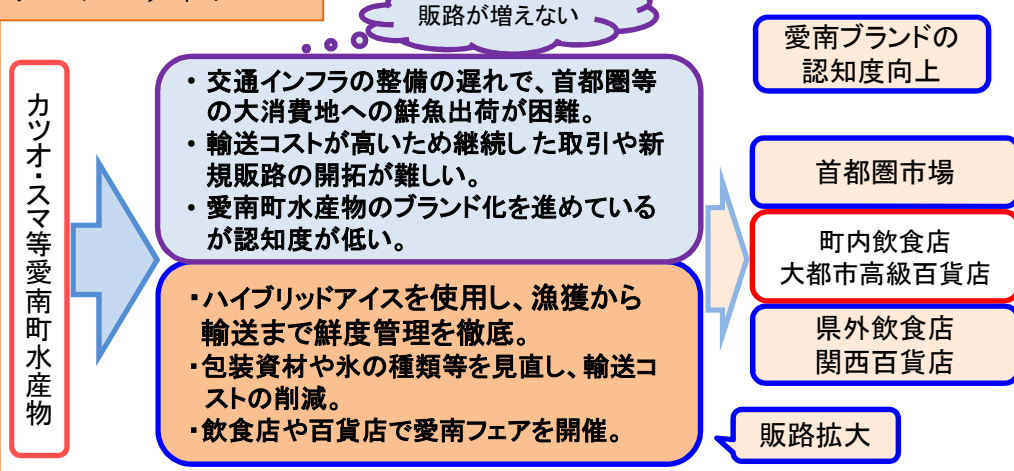 販路が増えない
カツオ・スマ等愛南町水産物
・ 交通インフラの整備の遅れで、首都圏等
の大消費地への鮮魚出荷が困難。
・ 輸送コストが高いため継続した取引や新
規販路の開拓が難しい。
・ 愛南町水産物のブランド化を進めている
が認知度が低い。
・ハイブリッドアイスを使用し、漁獲から
輸送まで鮮度管理を徹底。
・包装資材や氷の種類等を見直し、輸送コ
ストの削減。
・飲食店や百貨店で愛南フェアを開催。
愛南ブランドの
認知度向上
首都圏市場
町内飲食店
大都市高級百貨店
県外飲食店
関西百貨店
販路拡大